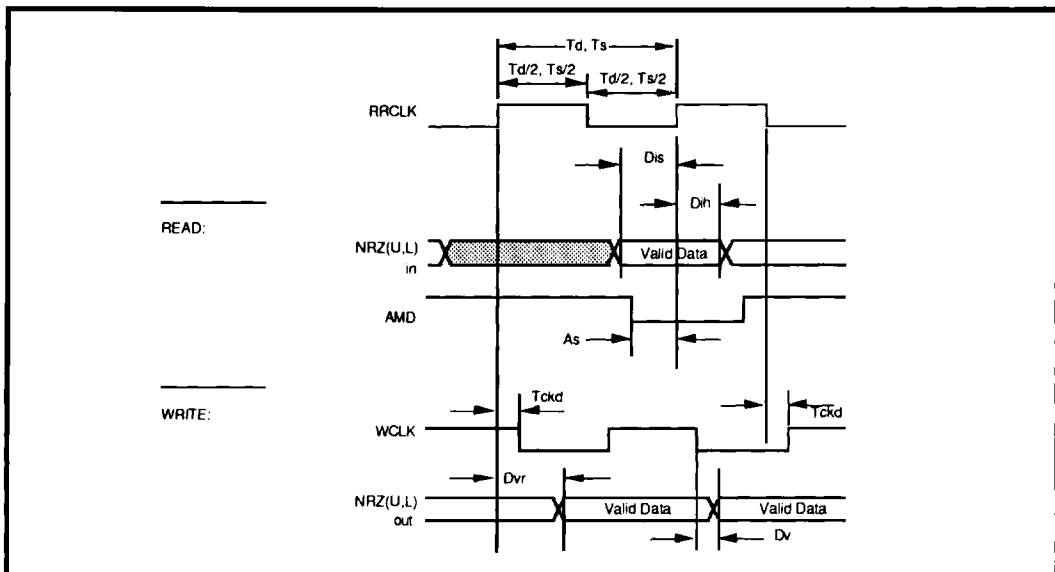 Td, Ts
Td/2, Ts/2
Td/2, Ts/2
RRCLK
Dis
Dih
READ:
NRZ(U,L)
in
Valid Data
AMD
As
Tckd
Tckd
WRITE:
WCLK
Dvr
NRZ(U,L)
out
Valid Data
Valid Data
Dv